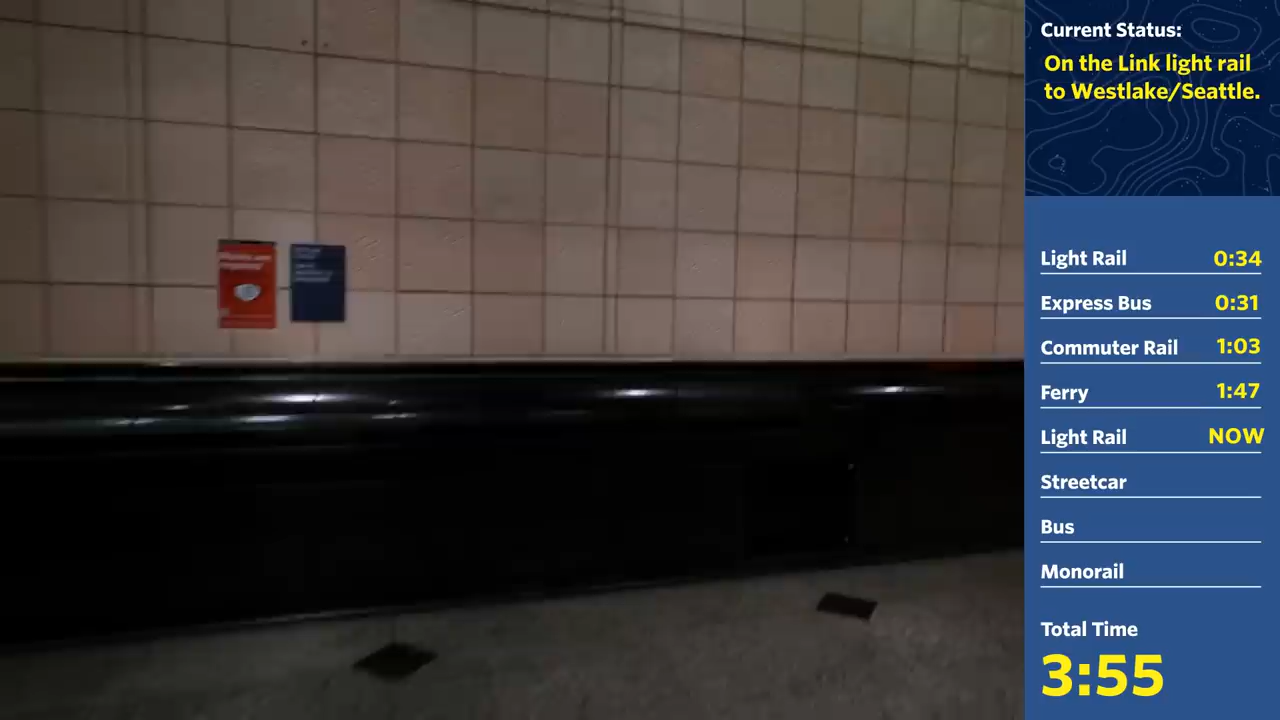 Current Status:
On the Link light rail
to Westlake/Seattle.
Light Rail 0:34
Express Bus 0:31
Commuter Rail 1:03
Ferry 1:47
Light Rail NOW
Streetcar
Bus
Monorail
Total Time
3:55